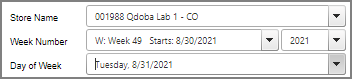 Store Name 001988 Qdoba Lab 1 - CO
Week Number W: Week 49 Starts: 8/30/2021 2021
Day of Week Tuesday, 8/31/2021